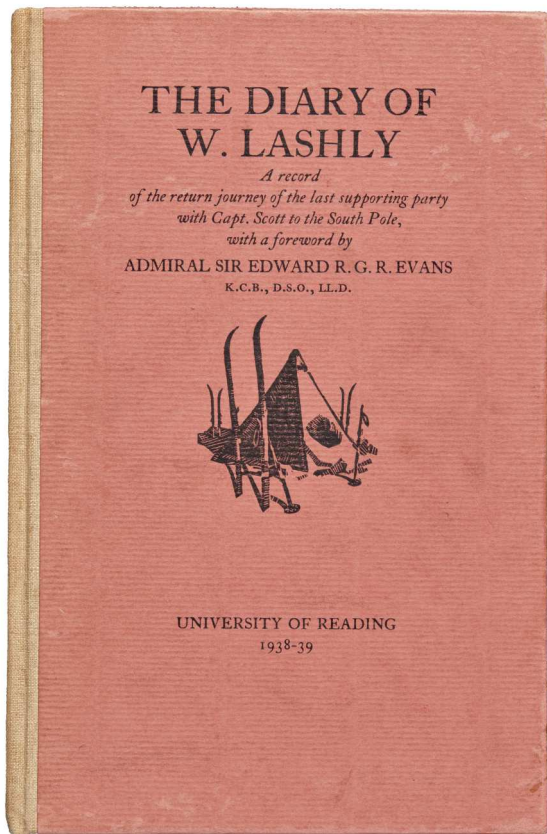 THE DIARY OF
W. LASHLY
A record
of the return journey of the last supporting party
with Capt. Scott to the South Pole,
with a foreword by
ADMIRAL SIR EDWARD R. G. R. EVANS
K.C.B., D.S.O., LL.D.
UNIVERSITY OF READING
1938-39